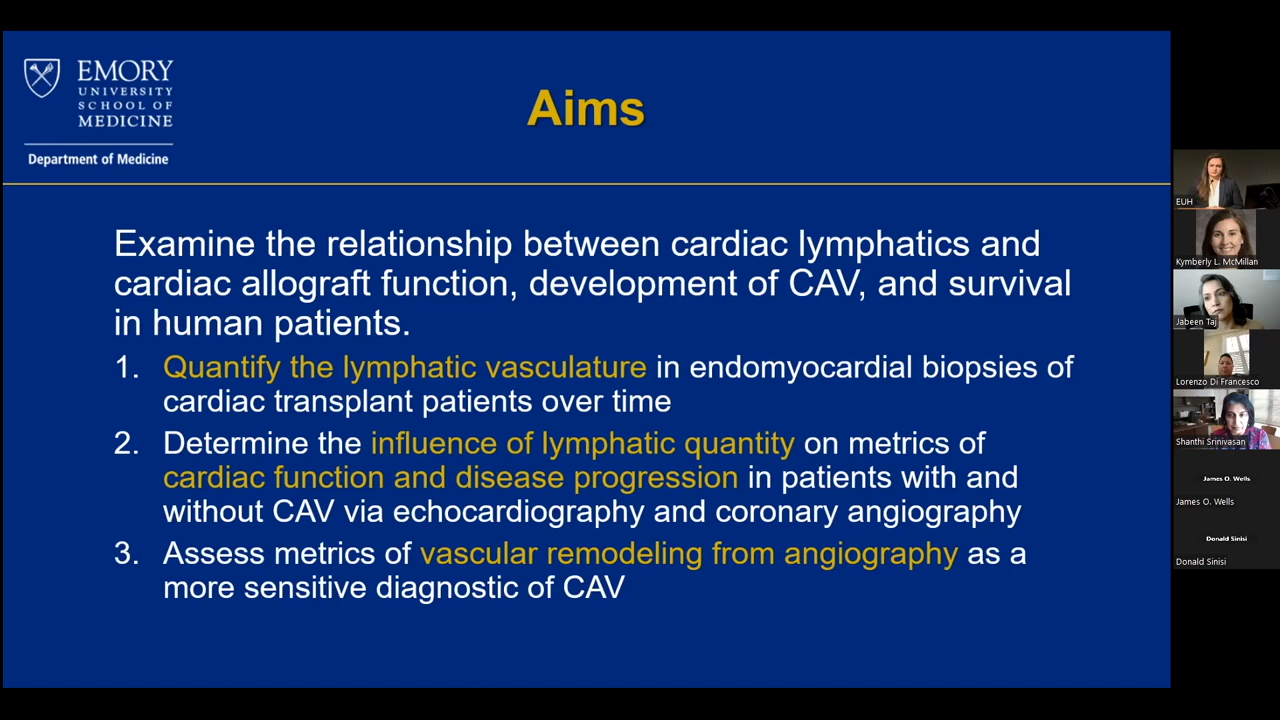 EMORY
UNIVERSITY
SCHOOL OF
MEDICINE
Department of Medicine
Aims
Examine the relationship between cardiac lymphatics and
cardiac allograft function, development of CAV, and survival
in human patients.
1. Quantify the lymphatic vasculature in endomyocardial biopsies of
cardiac transplant patients over time
2. Determine the influence of lymphatic quantity on metrics of
cardiac function and disease progression in patients with and
without CAV via echocardiography and coronary angiography
3. Assess metrics of vascular remodeling from angiography as a
more sensitive diagnostic of CAV
EUH
Kymberly L. McMillan
Jabeen Taj
Lorenzo Di Francesco
Shanthi Srinivasan
James O. Wells
James O. Wells
Donald Sinisi
Donald Sinisi